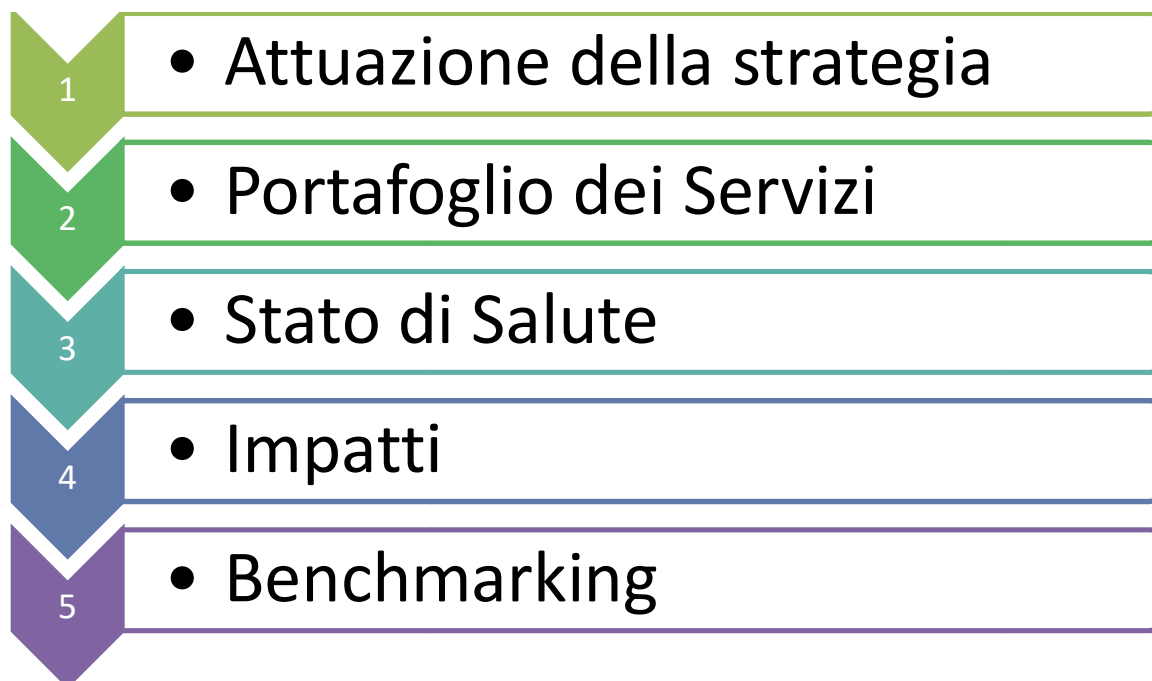 1 • Attuazione della strategia
2 • Portafoglio dei Servizi
3 • Stato di Salute
4 • Impatti
5 • Benchmarking